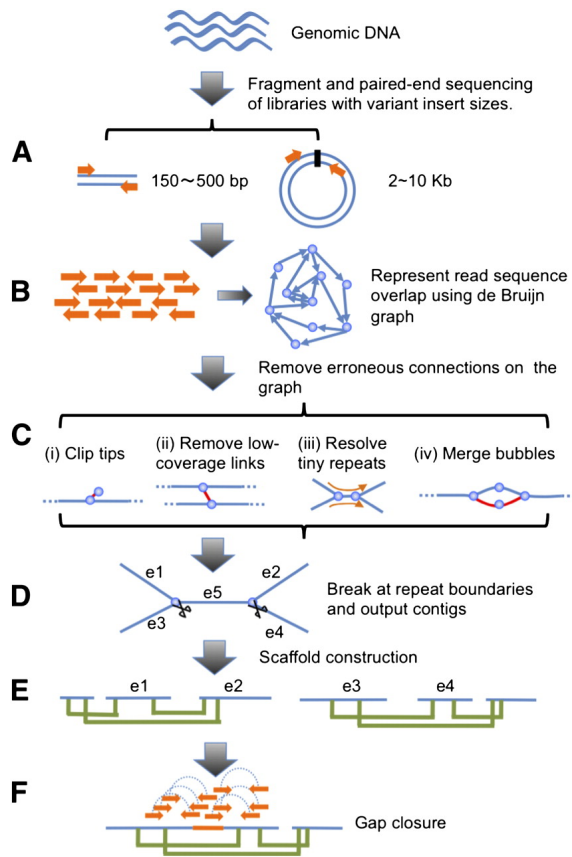 Genomic DNA
Fragment and paired-end sequencing
of libraries with variant insert sizes.
A
150～500 bp
2~10 Kb
B
Represent read sequence
overlap using de Bruijn
graph
Remove erroneous connections on the
graph
C
(i) Clip tips
(ii) Remove low-
coverage links
(iii) Resolve
tiny repeats
(iv) Merge bubbles
D
e1
e2
e5
e3
e4
Break at repeat boundaries
and output contigs
Scaffold construction
E
e1
e2
e3
e4
F
Gap closure